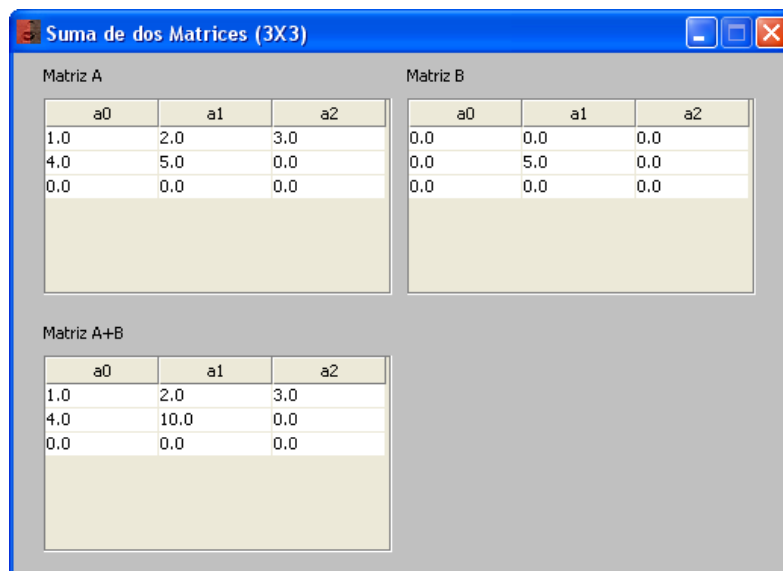 Suma de dos Matrices (3X3)
Matriz A
a0 a1 a2
1.0 2.0 3.0
4.0 5.0 0.0
0.0 0.0 0.0
Matriz B
a0 a1 a2
0.0 0.0 0.0
0.0 5.0 0.0
0.0 0.0 0.0
Matriz A+B
a0 a1 a2
1.0 2.0 3.0
4.0 10.0 0.0
0.0 0.0 0.0